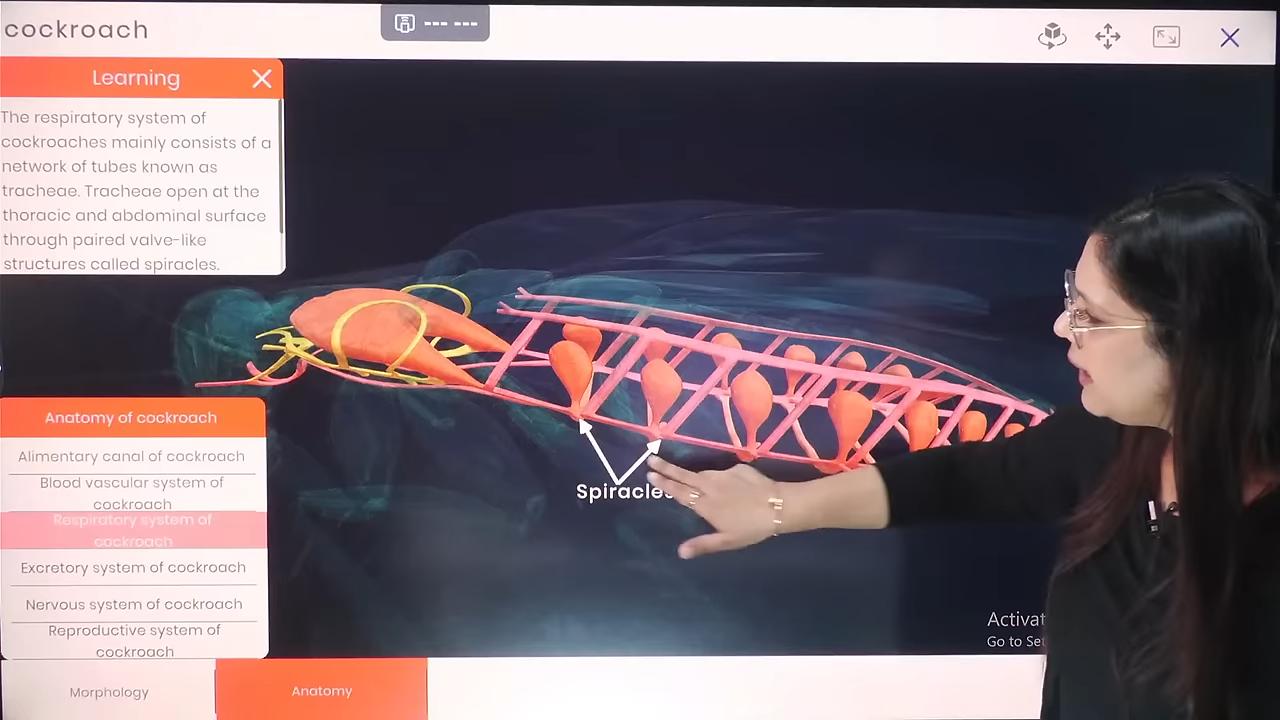 cockroach
Learning
The respiratory system of
cockroaches mainly consists of a
network of tubes known as
tracheae. Tracheae open at the
thoracic and abdominal surface
through paired valve-like
structures called spiracles.
Spiracles
Anatomy of cockroach
Alimentary canal of cockroach
Blood vascular system of
cockroach
Respiratory system of
cockroach
Excretory system of cockroach
Nervous system of cockroach
Reproductive system of
cockroach
Morphology
Anatomy
Activat
Go to Se